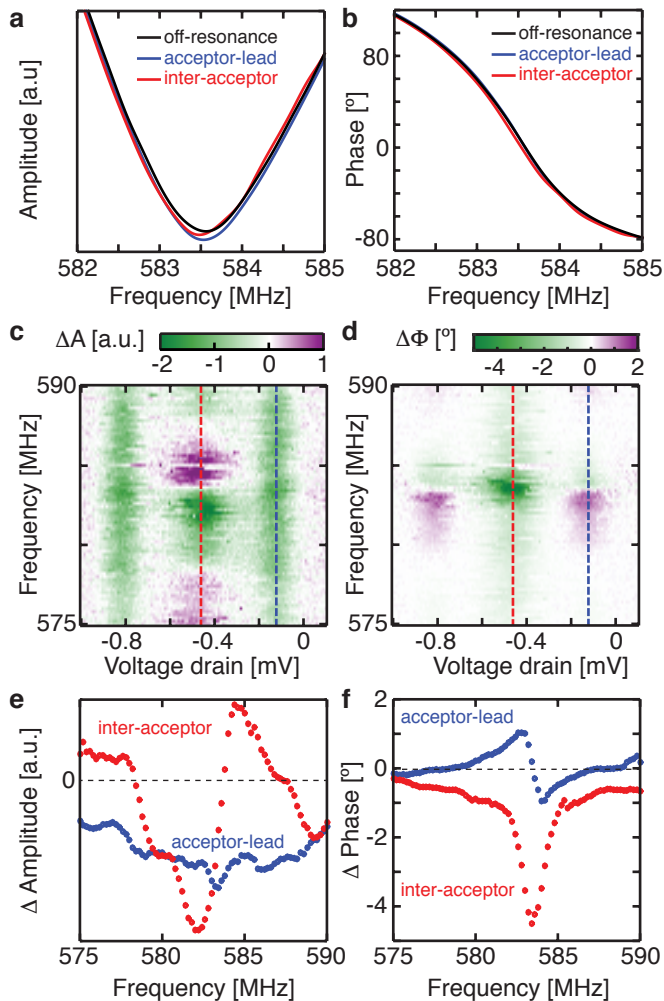 a
off-resonance
acceptor-lead
inter-acceptor
Amplitude [a.u]
582 583 584 585
Frequency [MHz]
b
off-resonance
acceptor-lead
inter-acceptor
Phase [º]
80
0
-80
582 583 584 585
Frequency [MHz]
c
ΔA [a.u.]
-2 -1 0 1
590
Frequency [MHz]
575
-0.8 -0.4 0
Voltage drain [mV]
d
ΔΦ [º]
-4 -2 0 2
590
Frequency [MHz]
575
-0.8 -0.4 0
Voltage drain [mV]
e
inter-acceptor
Δ Amplitude [a.u.]
0
acceptor-lead
575 580 585 590
Frequency [MHz]
f
acceptor-lead
Δ Phase [º]
2
0
-2
-4
inter-acceptor
575 580 585 590
Frequency [MHz]